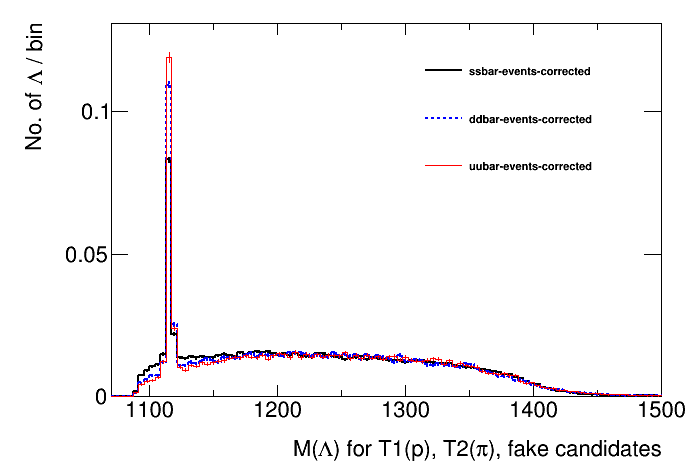 No. of Λ / bin
0.1
0.05
0
ssbar-events-corrected
ddbar-events-corrected
uubar-events-corrected
1100 1200 1300 1400 1500
M(Λ) for T1(p), T2(π), fake candidates